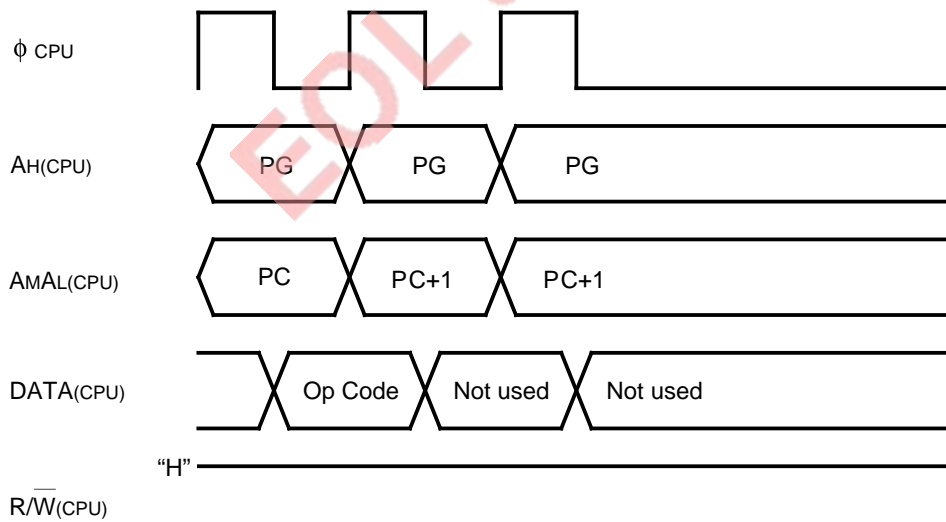 EOL
ϕ CPU
AH(CPU) PG PG PG
AMAL(CPU) PC PC+1 PC+1
DATA(CPU) Op Code Not used Not used
“H”
R/W̅(CPU)